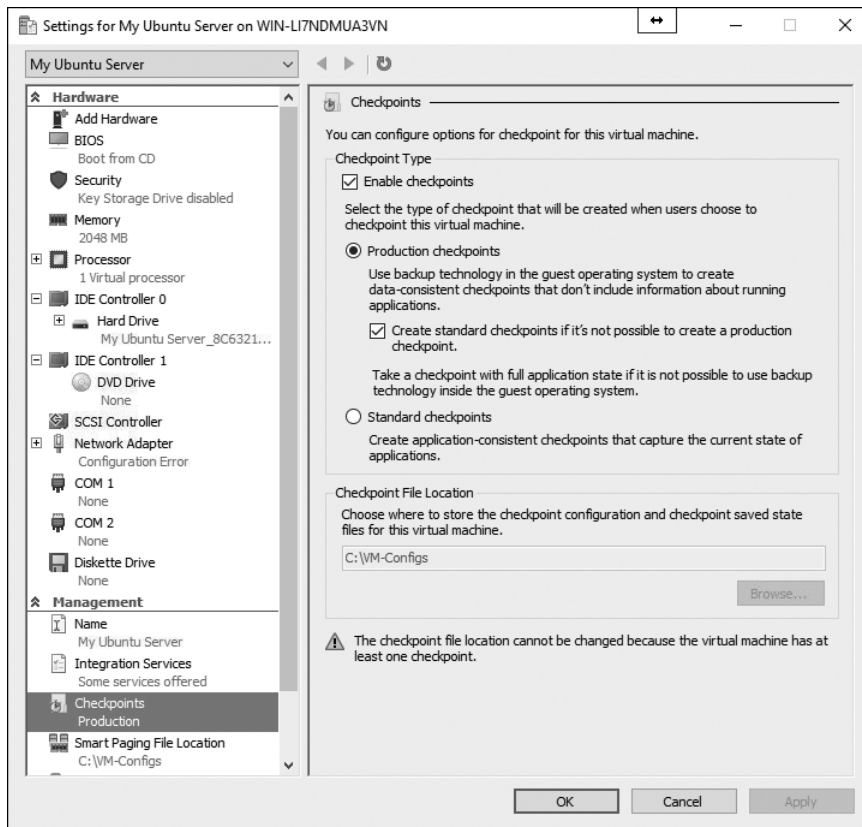 Settings for My Ubuntu Server on WIN-LI7NDMUA3VN
My Ubuntu Server
Hardware
Add Hardware
BIOS
Boot from CD
Security
Key Storage Drive disabled
Memory
2048 MB
Processor
1 Virtual processor
IDE Controller 0
Hard Drive
My Ubuntu Server_8C6321...
IDE Controller 1
DVD Drive
None
SCSI Controller
Network Adapter
Configuration Error
COM 1
None
COM 2
None
Diskette Drive
None
Management
Name
My Ubuntu Server
Integration Services
Some services offered
Checkpoints
Production
Smart Paging File Location
C:\VM-Configs
Checkpoints
You can configure options for checkpoint for this virtual machine.
Checkpoint Type
Enable checkpoints
Select the type of checkpoint that will be created when users choose to
checkpoint this virtual machine.
Production checkpoints
Use backup technology in the guest operating system to create
data-consistent checkpoints that don't include information about running
applications.
Create standard checkpoints if it's not possible to create a production
checkpoint.
Take a checkpoint with full application state if it is not possible to use backup
technology inside the guest operating system.
Standard checkpoints
Create application-consistent checkpoints that capture the current state of
applications.
Checkpoint File Location
Choose where to store the checkpoint configuration and checkpoint saved state
files for this virtual machine.
C:\VM-Configs
Browse...
The checkpoint file location cannot be changed because the virtual machine has at
least one checkpoint.
OK
Cancel
Apply